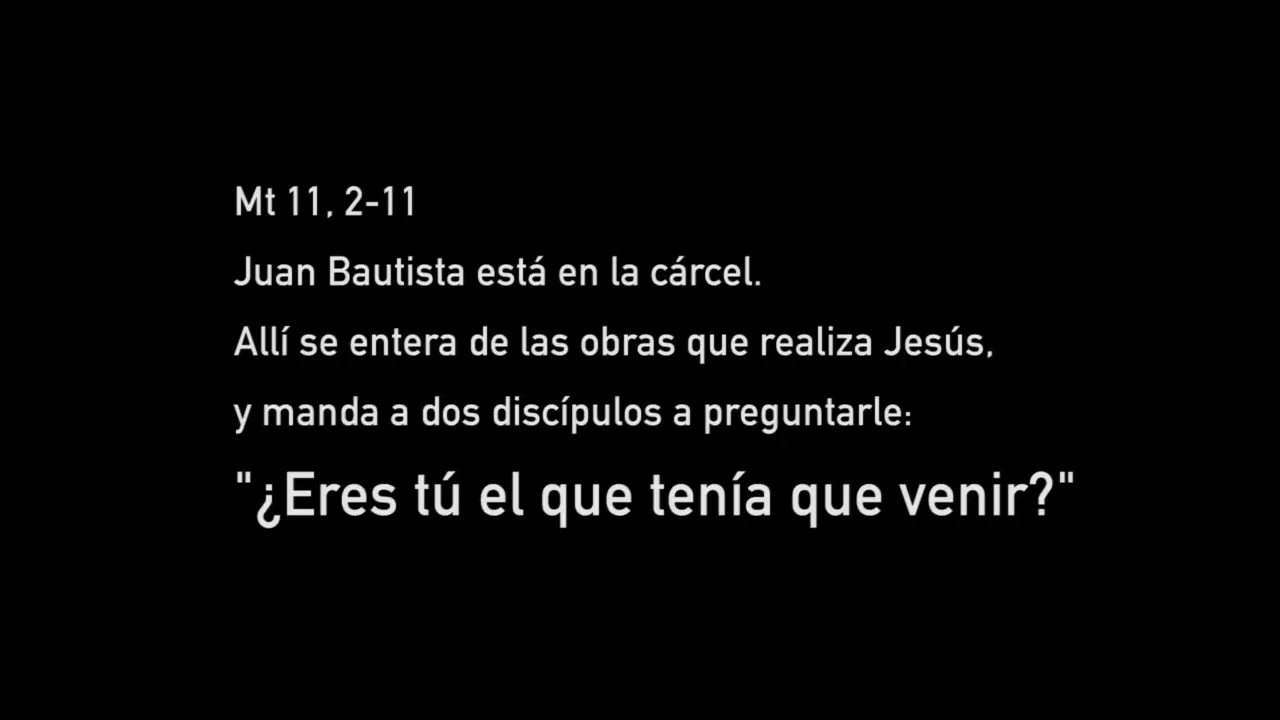 Mt 11, 2-11
Juan Bautista está en la cárcel.
Allí se entera de las obras que realiza Jesús,
y manda a dos discípulos a preguntarle:
"¿Eres tú el que tenía que venir?"